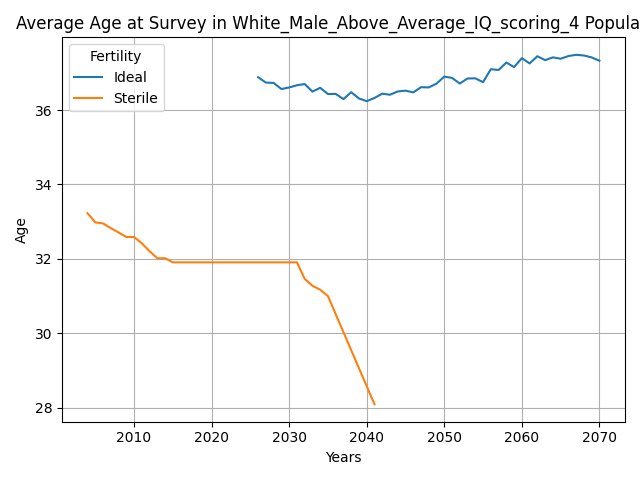 Average Age at Survey in White_Male_Above_Average_IQ_scoring_4 Popula
Fertility
Ideal
Sterile
Age
36
34
32
30
28
2010 2020 2030 2040 2050 2060 2070
Years